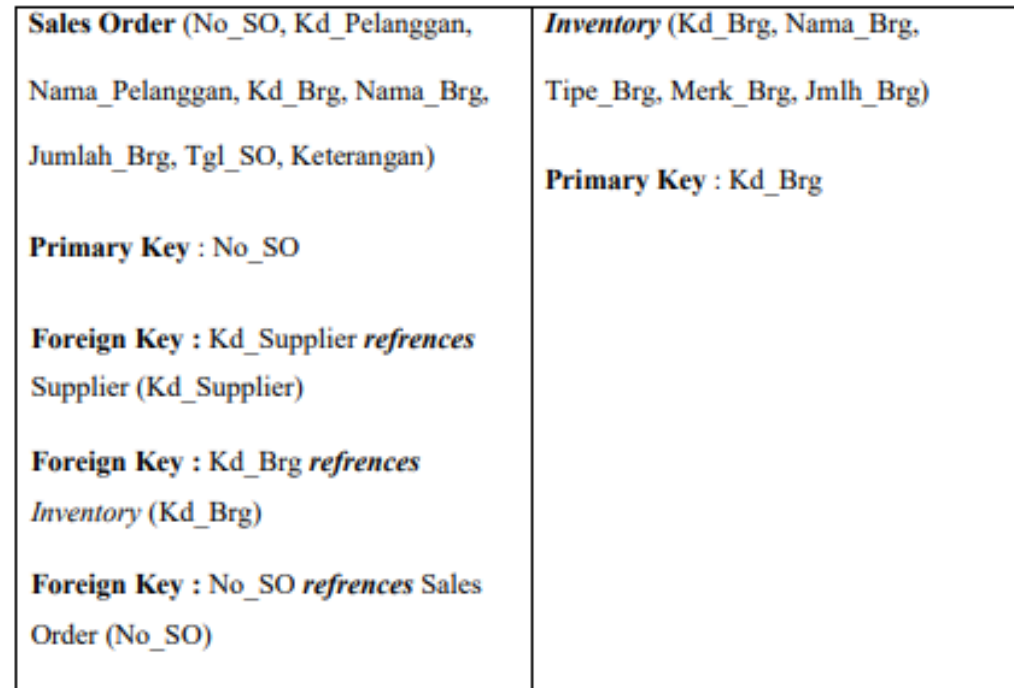 Sales Order (No_SO, Kd_Pelanggan,
Nama_Pelanggan, Kd_Brg, Nama_Brg,
Jumlah_Brg, Tgl_SO, Keterangan)
Primary Key : No_SO
Foreign Key : Kd_Supplier refrences
Supplier (Kd_Supplier)
Foreign Key : Kd_Brg refrences
Inventory (Kd_Brg)
Foreign Key : No_SO refrences Sales
Order (No_SO)
Inventory (Kd_Brg, Nama_Brg,
Tipe_Brg, Merk_Brg, Jmlh_Brg)
Primary Key : Kd_Brg